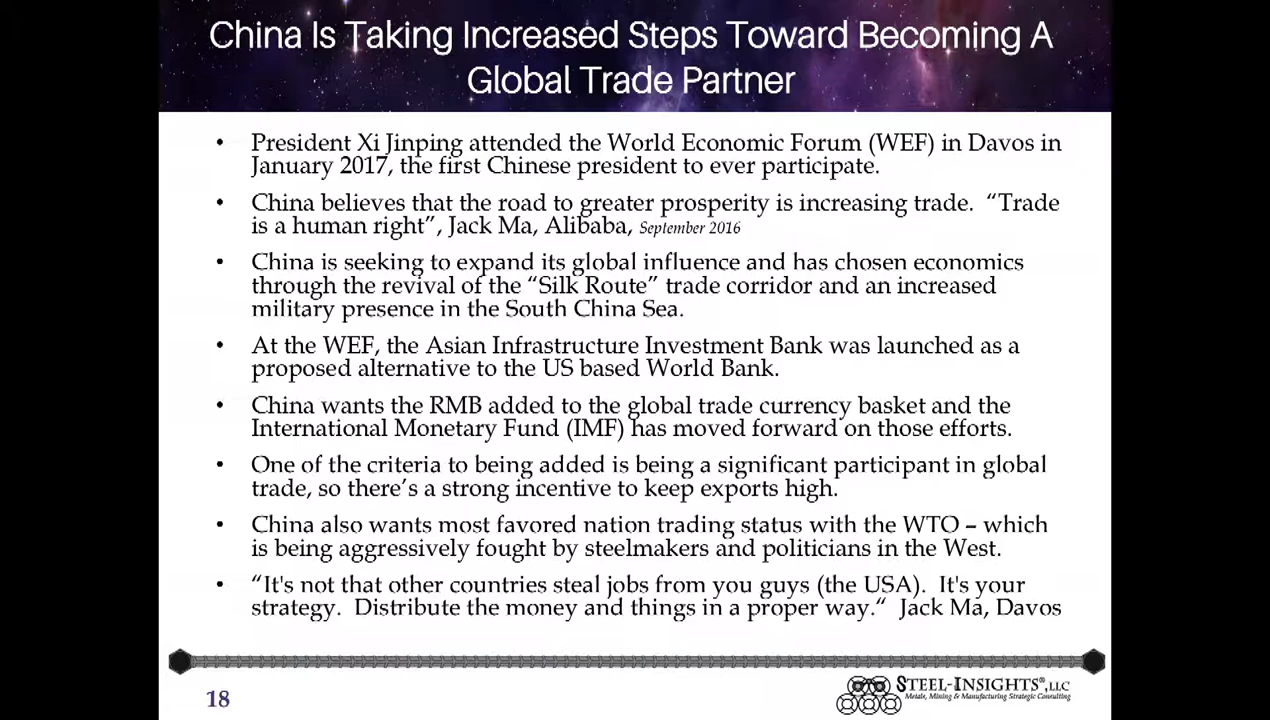 China Is Taking Increased Steps Toward Becoming A
Global Trade Partner
• President Xi Jinping attended the World Economic Forum (WEF) in Davos in
January 2017, the first Chinese president to ever participate.
• China believes that the road to greater prosperity is increasing trade. “Trade
is a human right”, Jack Ma, Alibaba, September 2016
• China is seeking to expand its global influence and has chosen economics
through the revival of the “Silk Route” trade corridor and an increased
military presence in the South China Sea.
• At the WEF, the Asian Infrastructure Investment Bank was launched as a
proposed alternative to the US based World Bank.
• China wants the RMB added to the global trade currency basket and the
International Monetary Fund (IMF) has moved forward on those efforts.
• One of the criteria to being added is being a significant participant in global
trade, so there’s a strong incentive to keep exports high.
• China also wants most favored nation trading status with the WTO – which
is being aggressively fought by steelmakers and politicians in the West.
• “It's not that other countries steal jobs from you guys (the USA). It's your
strategy. Distribute the money and things in a proper way.“ Jack Ma, Davos
18
STEEL-INSIGHTS®, LLC
Metals, Mining & Manufacturing Strategic Consulting